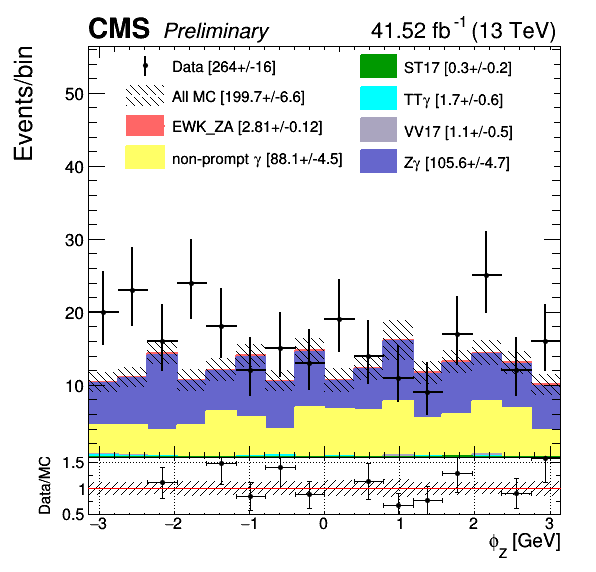 CMS Preliminary 41.52 fb⁻¹ (13 TeV)
Events/bin
Data [264+/-16]
All MC [199.7+/-6.6]
EWK_ZA [2.81+/-0.12]
non-prompt γ [88.1+/-4.5]
ST17 [0.3+/-0.2]
TTγ [1.7+/-0.6]
VV17 [1.1+/-0.5]
Zγ [105.6+/-4.7]
50
40
30
20
10
Data/MC
1.5
1
0.5
−3 −2 −1 0 1 2 3
ϕ_Z [GeV]